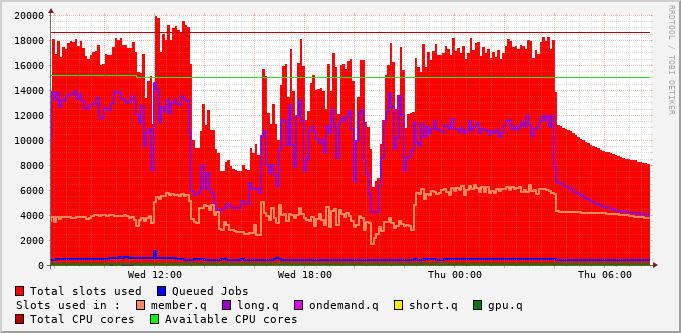 20000
18000
16000
14000
12000
10000
8000
6000
4000
2000
0
Wed 12:00 Wed 18:00 Thu 00:00 Thu 06:00
RRDTOOL / TOBI OETIKER
Total slots used Queued Jobs
Slots used in : member.q long.q ondemand.q short.q gpu.q
Total CPU cores Available CPU cores